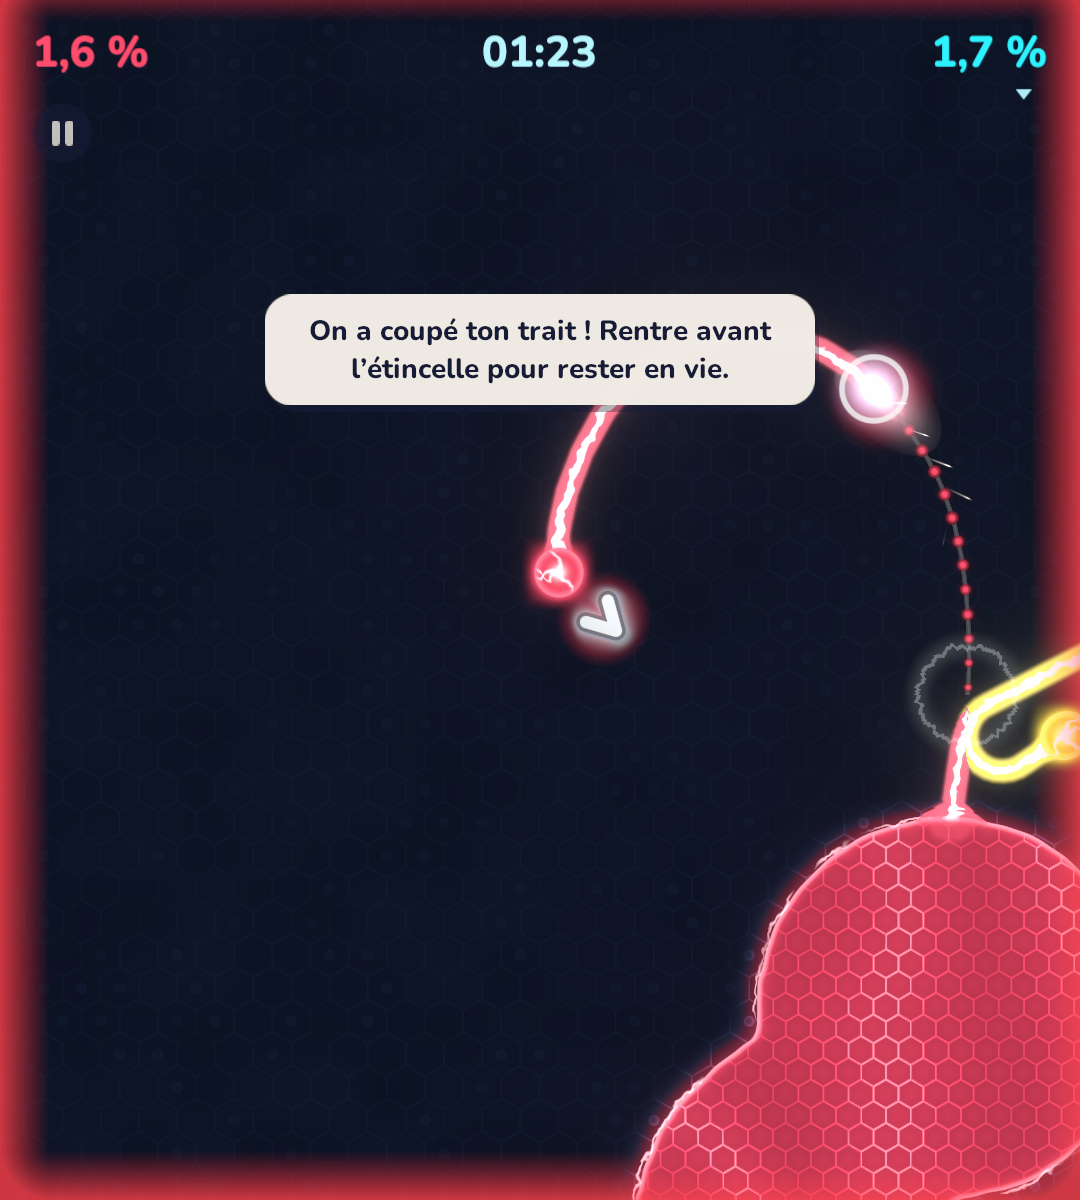 1,6 %
01:23
1,7 %
On a coupé ton trait ! Rentre avant
l’étincelle pour rester en vie.